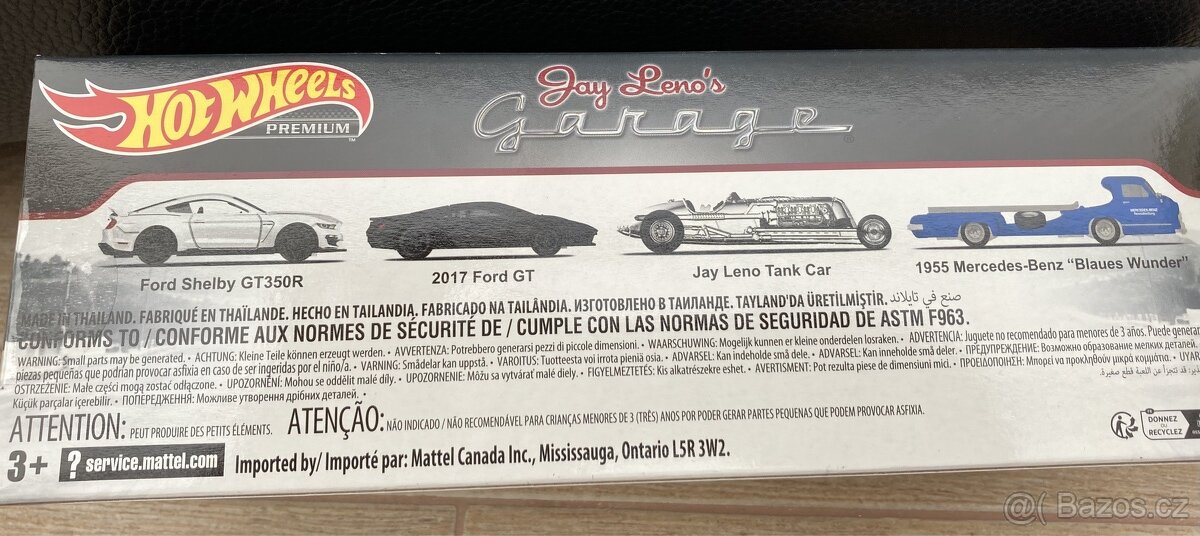 HOT WHEELS
PREMIUM
Jay Leno's
Garage
Ford Shelby GT350R
2017 Ford GT
Jay Leno Tank Car
1955 Mercedes-Benz "Blaues Wunder"
MADE IN THAILAND. FABRIQUÉ EN THAÏLANDE. HECHO EN TAILANDIA. FABRICADO NA TAILÂNDIA. ИЗГОТОВЛЕНО В ТАИЛАНДЕ. TAYLAND'DA ÜRETİLMİŞTİR. صنع في تايلاند
CONFORMS TO / CONFORME AUX NORMES DE SÉCURITÉ DE / CUMPLE CON LAS NORMAS DE SEGURIDAD DE ASTM F963.
WARNING: Small parts may be generated. • ACHTUNG: Kleine Teile können erzeugt werden. • AVVERTENZA: Potrebbero generarsi pezzi di piccole dimensioni. • WAARSCHUWING: Mogelijk kunnen er kleine onderdelen losraken. • ADVERTENCIA: Juguete no recomendado para menores de 3 años. Puede generar
piezas pequeñas que podrían provocar asfixia en caso de ser ingeridas por el niño/a. • VARNING: Smådelar kan uppstå. • VAROITUS: Tuotteesta voi irrota pieniä osia. • ADVARSEL: Kan indeholde små dele. • ADVARSEL: Kan inneholde små deler. • ПРЕДУПРЕЖДЕНИЕ: Возможно образование мелких деталей.
OSTRZEŻENIE: Małe części mogą zostać odłączone. • UPOZORNĚNÍ: Mohou se oddělit malé díly. • UPOZORNENIE: Môžu sa vytvárať malé diely. • FIGYELMEZTETÉS: Kis alkatrészekre eshet. • AVERTISMENT: Pot rezulta piese de dimensiuni mici. • ΠΡΟΕΙΔΟΠΟΙΗΣΗ: Μπορεί να προκληθούν μικρά κομμάτια. • UYARI
Küçük parçalar içerebilir. • ПОПЕРЕДЖЕННЯ: Можливе утворення дрібних деталей. •
ATTENTION: PEUT PRODUIRE DES PETITS ÉLÉMENTS. ATENÇÃO: NÃO INDICADO / NÃO RECOMENDÁVEL PARA CRIANÇAS MENORES DE 3 (TRÊS) ANOS POR PODER GERAR PARTES PEQUENAS QUE PODEM PROVOCAR ASFIXIA.
FR
DONNEZ
OU
RECYCLEZ
3+ ? service.mattel.com Imported by/ Importé par: Mattel Canada Inc., Mississauga, Ontario L5R 3W2.
Bazos.cz